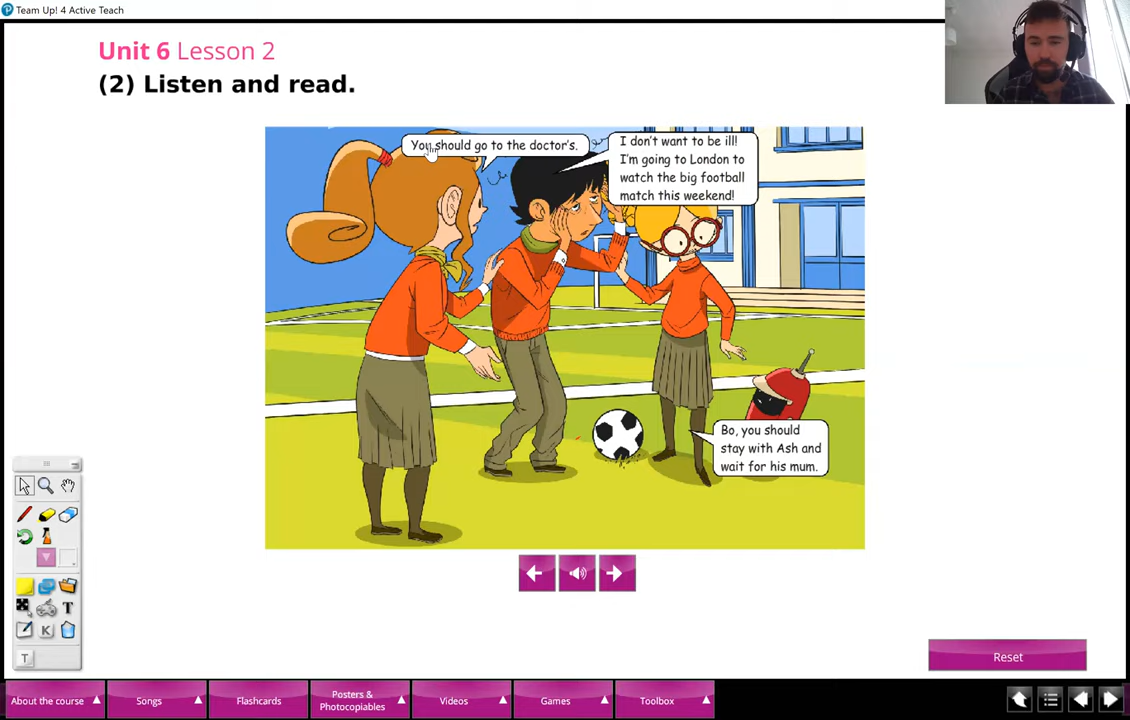 Team Up! 4 Active Teach
Unit 6 Lesson 2
(2) Listen and read.
You should go to the doctor's.
I don't want to be ill!
I'm going to London to
watch the big football
match this weekend!
Bo, you should
stay with Ash and
wait for his mum.
T
K
T
Reset
About the course
Songs
Flashcards
Posters &
Photocopiables
Videos
Games
Toolbox